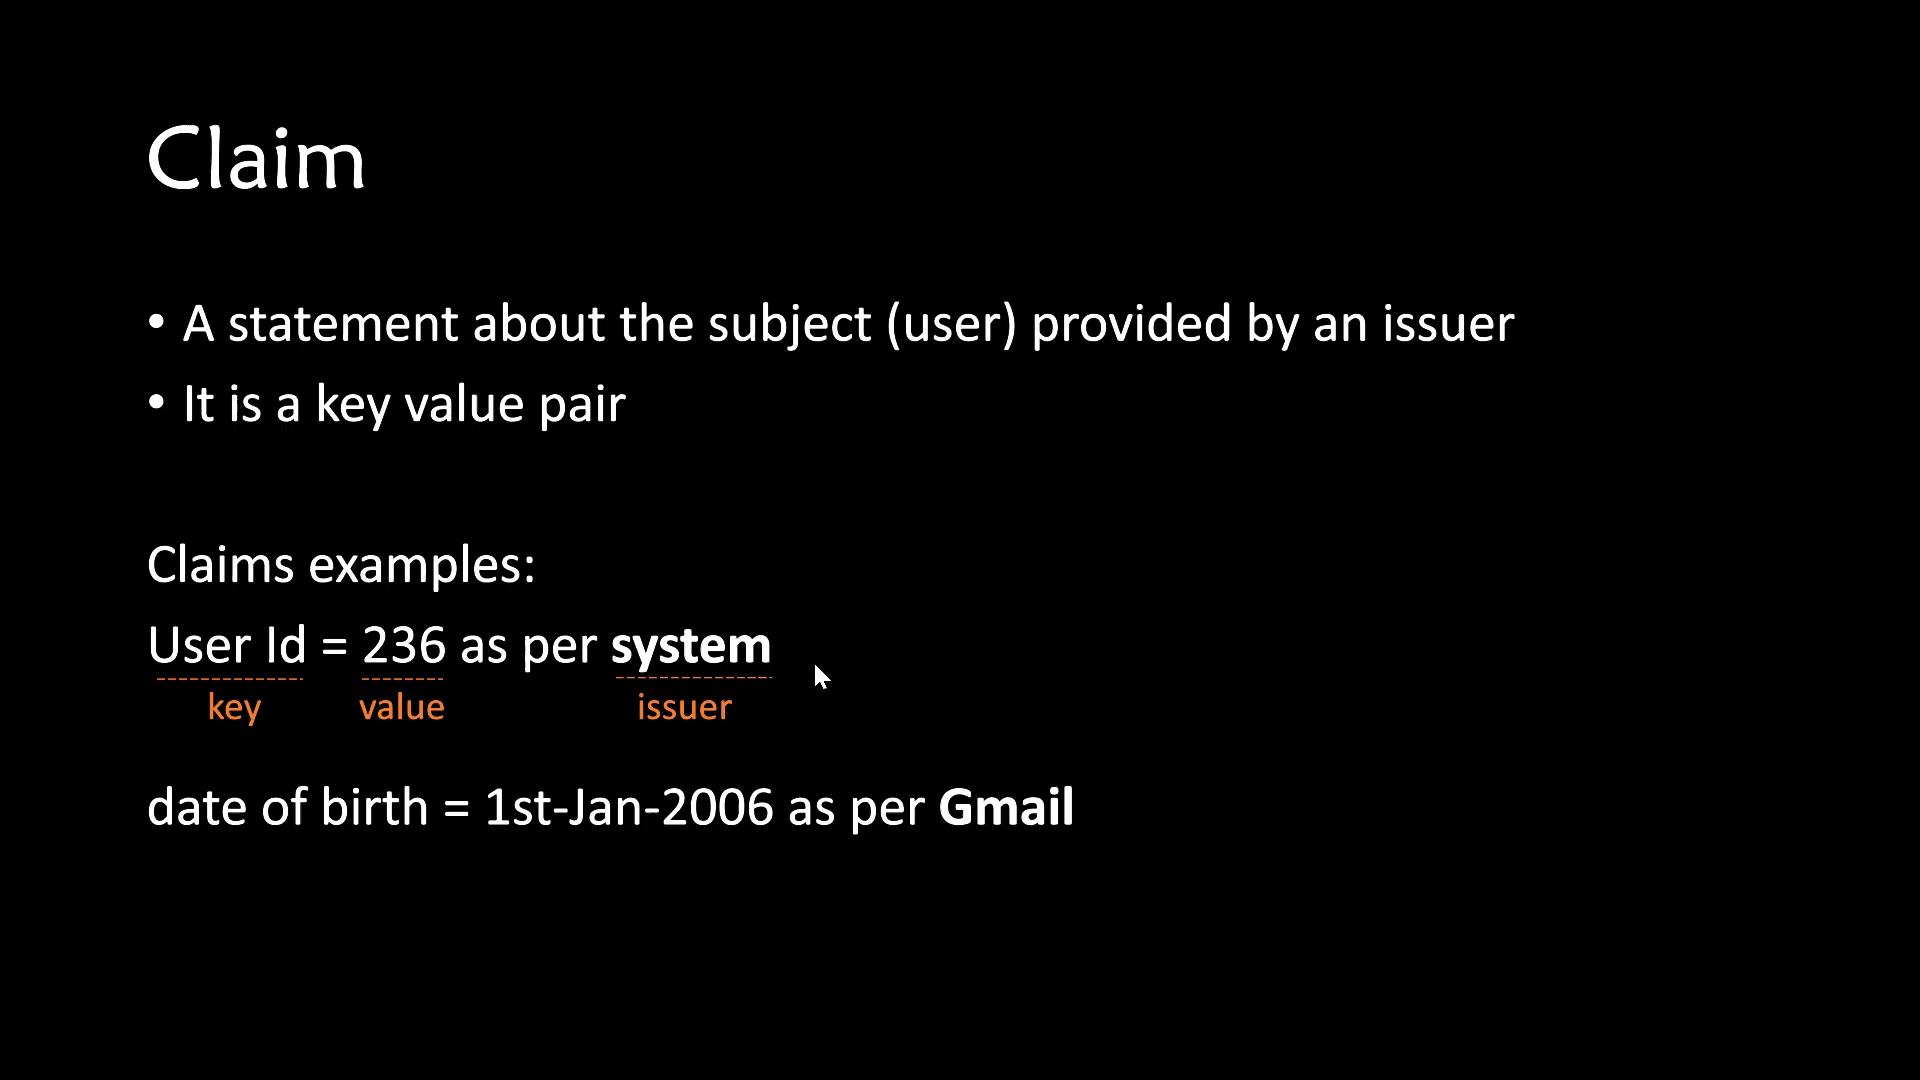 Claim
• A statement about the subject (user) provided by an issuer
• It is a key value pair
Claims examples:
User Id = 236 as per system
key value issuer
date of birth = 1st-Jan-2006 as per Gmail